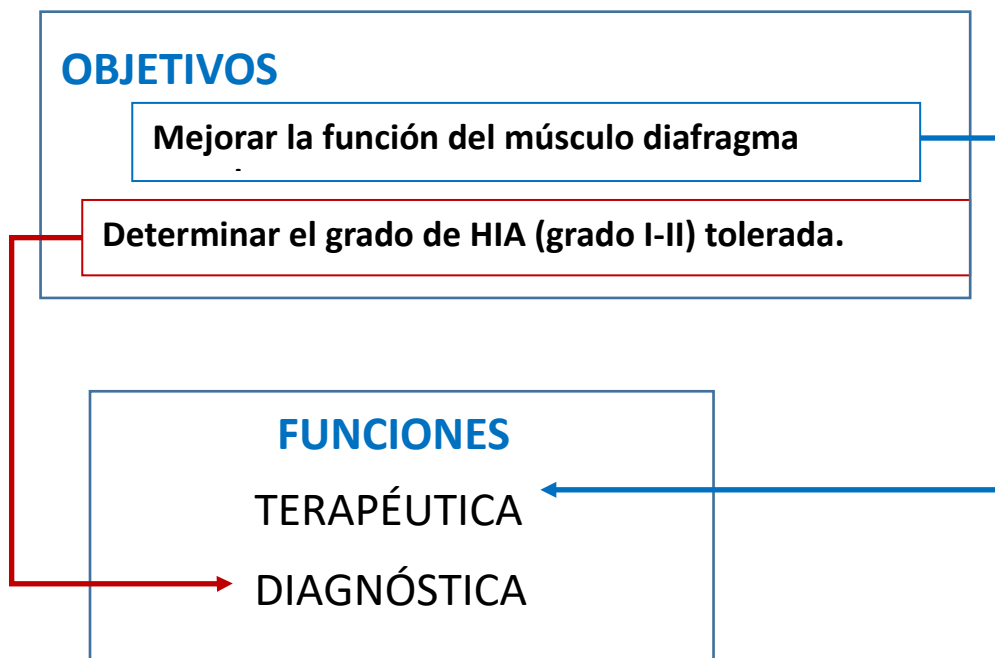 OBJETIVOS
Mejorar la función del músculo diafragma
Determinar el grado de HIA (grado I-II) tolerada.
FUNCIONES
TERAPÉUTICA
DIAGNÓSTICA